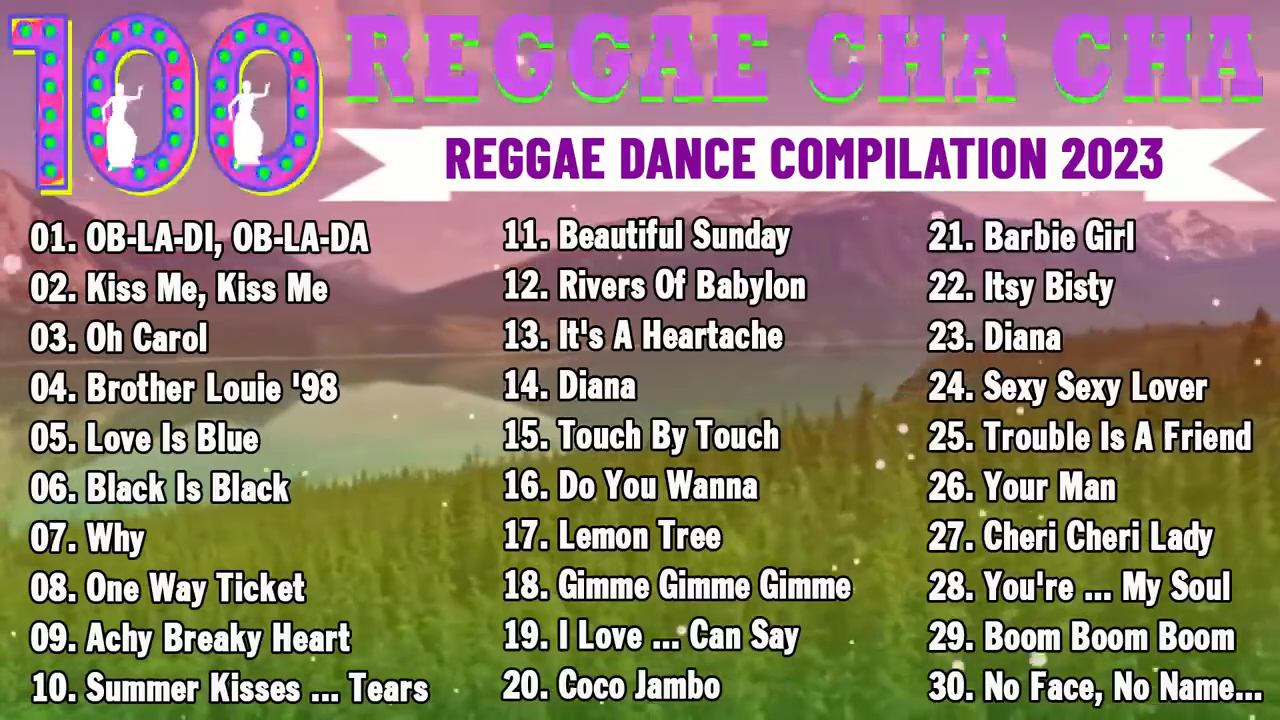 100 REGGAE CHA CHA
REGGAE DANCE COMPILATION 2023
01. OB-LA-DI, OB-LA-DA
02. Kiss Me, Kiss Me
03. Oh Carol
04. Brother Louie '98
05. Love Is Blue
06. Black Is Black
07. Why
08. One Way Ticket
09. Achy Breaky Heart
10. Summer Kisses ... Tears
11. Beautiful Sunday
12. Rivers Of Babylon
13. It's A Heartache
14. Diana
15. Touch By Touch
16. Do You Wanna
17. Lemon Tree
18. Gimme Gimme Gimme
19. I Love ... Can Say
20. Coco Jambo
21. Barbie Girl
22. Itsy Bisty
23. Diana
24. Sexy Sexy Lover
25. Trouble Is A Friend
26. Your Man
27. Cheri Cheri Lady
28. You're ... My Soul
29. Boom Boom Boom
30. No Face, No Name...